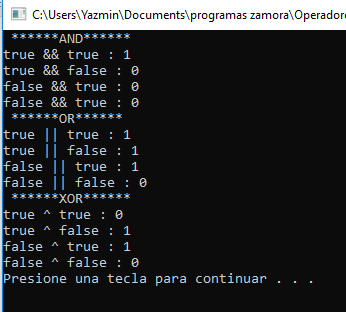 C:\Users\Yazmin\Documents\programas zamora\Operador
******AND******
true && true : 1
true && false : 0
false && true : 0
false && true : 0
******OR******
true || true : 1
true || false : 1
false || true : 1
false || false : 0
******XOR******
true ^ true : 0
true ^ false : 1
false ^ true : 1
false ^ false : 0
Presione una tecla para continuar . . .